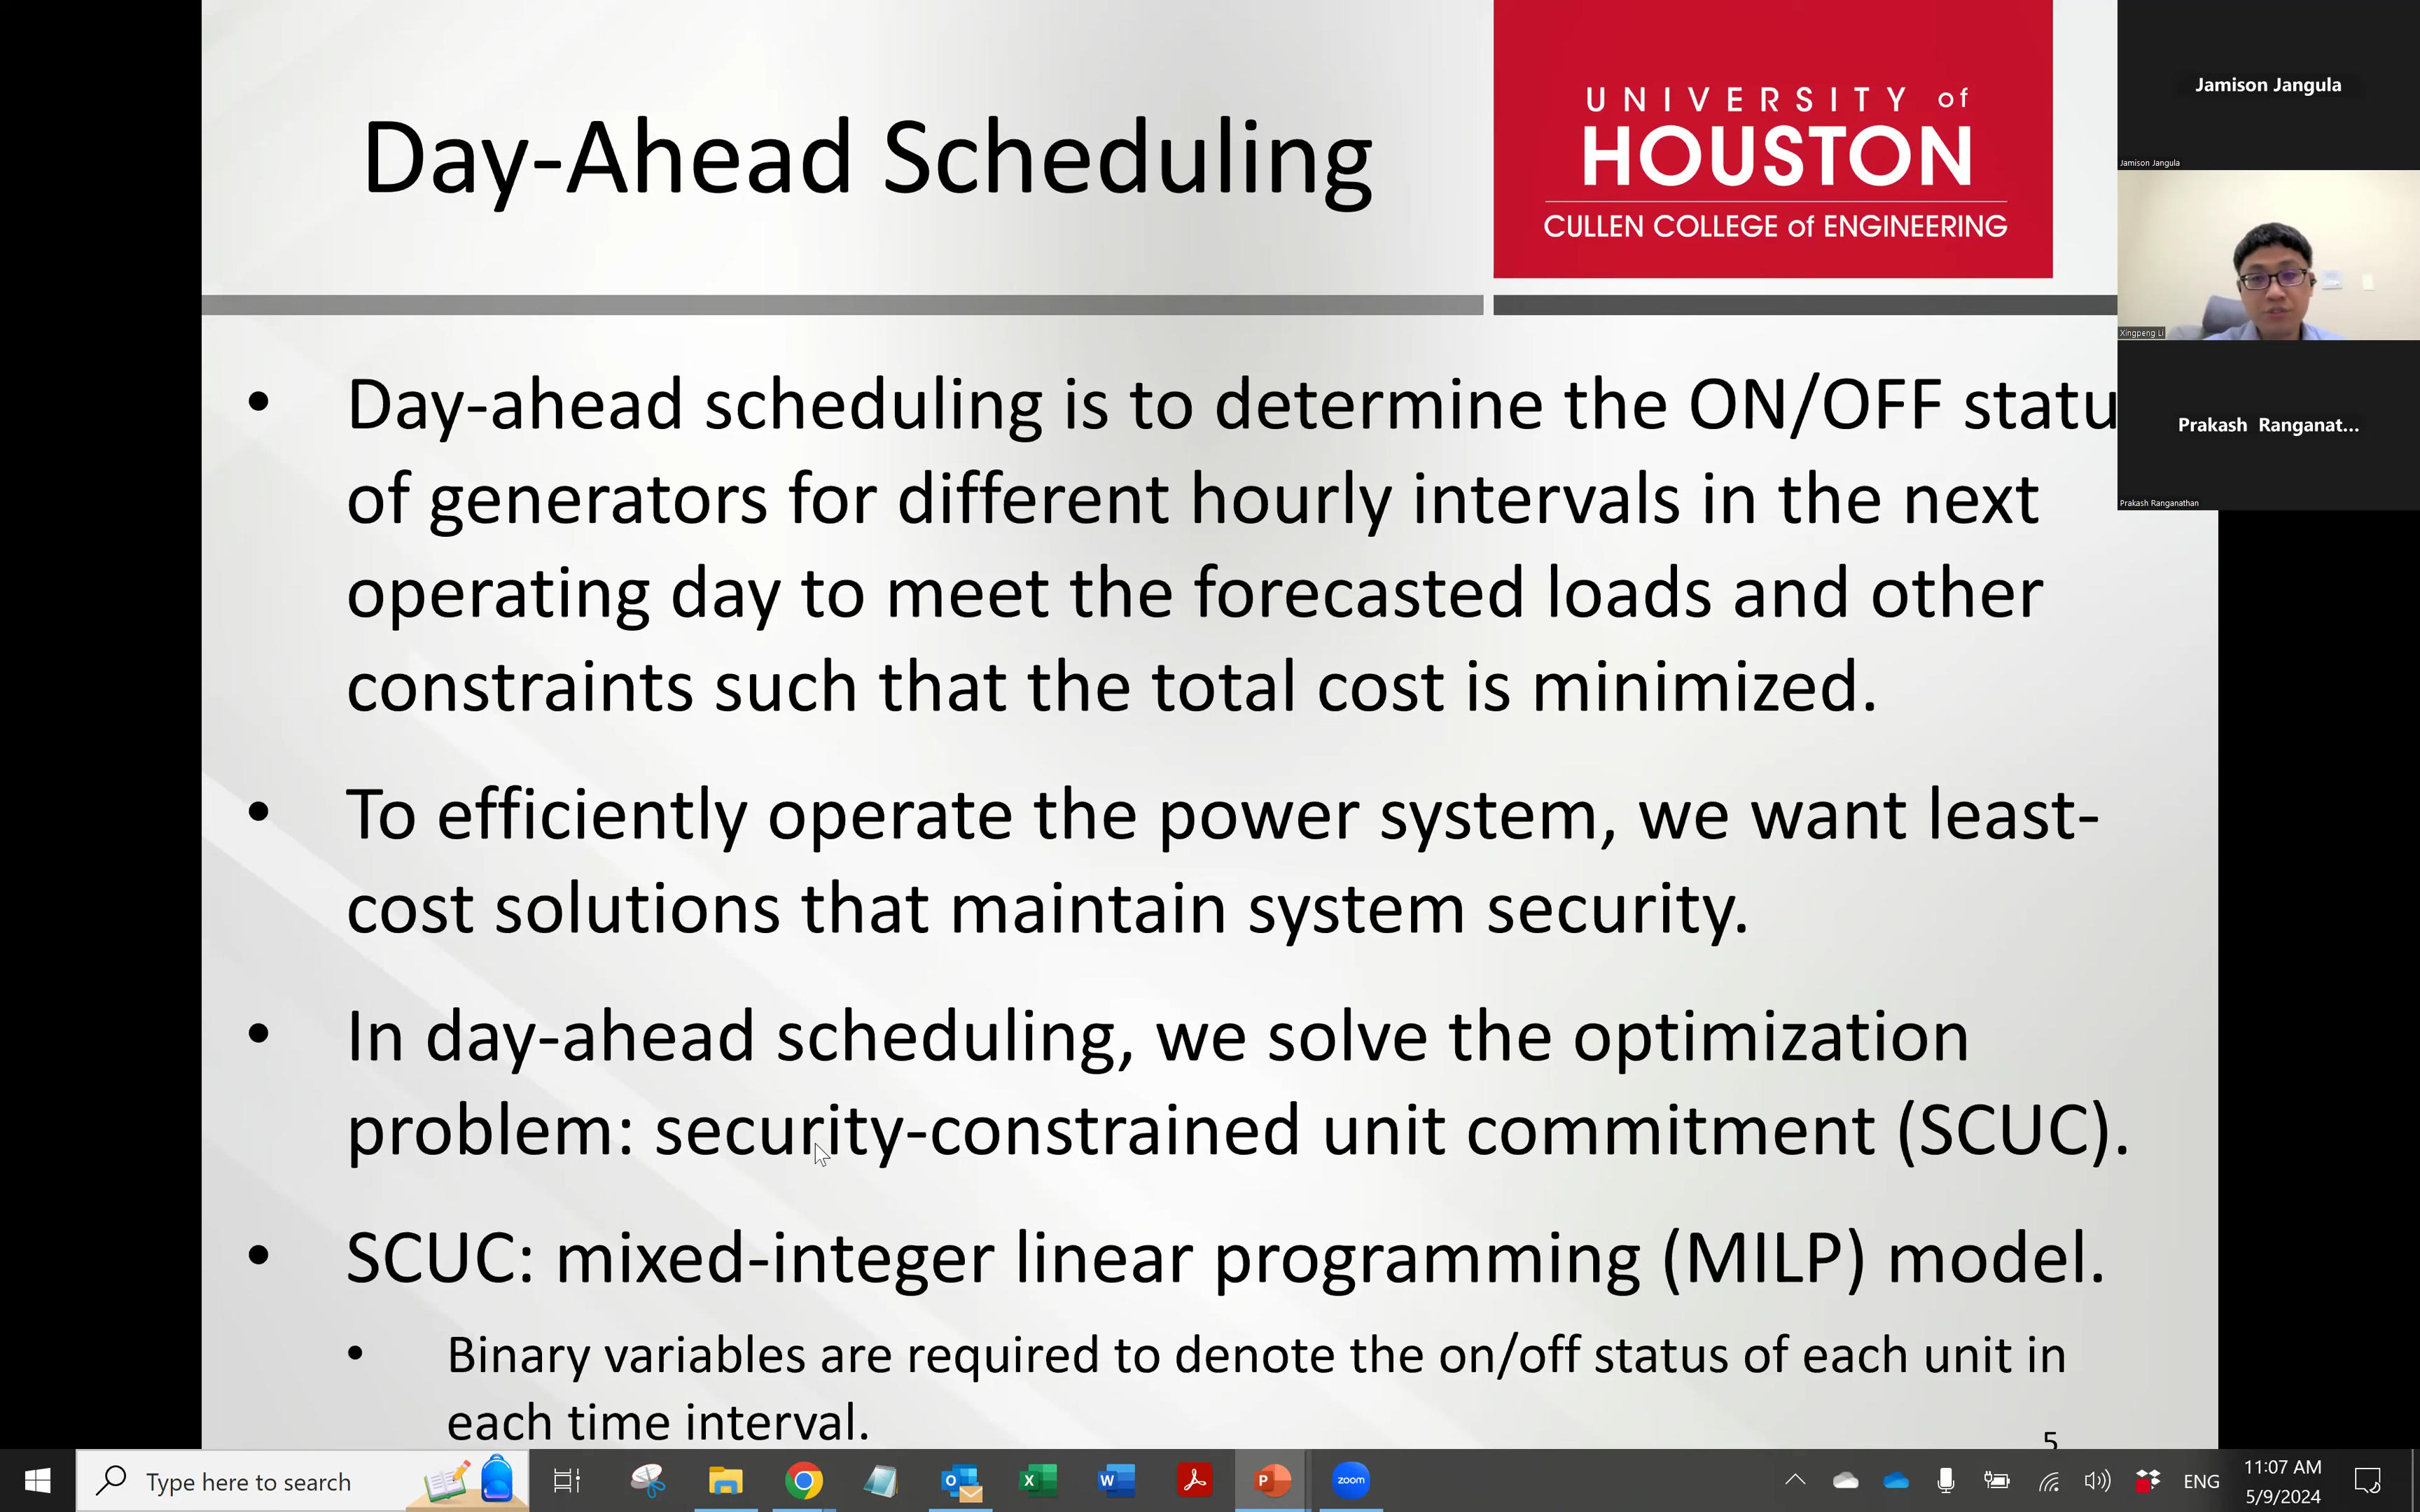 Day-Ahead Scheduling
UNIVERSITY of
HOUSTON
CULLEN COLLEGE of ENGINEERING
Jamison Jangula
Jamison Jangula
Xingpeng Li
Prakash Ranganat...
Prakash Ranganathan
• Day-ahead scheduling is to determine the ON/OFF statu
of generators for different hourly intervals in the next
operating day to meet the forecasted loads and other
constraints such that the total cost is minimized.
• To efficiently operate the power system, we want least-
cost solutions that maintain system security.
• In day-ahead scheduling, we solve the optimization
problem: security-constrained unit commitment (SCUC).
• SCUC: mixed-integer linear programming (MILP) model.
• Binary variables are required to denote the on/off status of each unit in
each time interval.
5
Type here to search
zoom
ENG
11:07 AM
5/9/2024